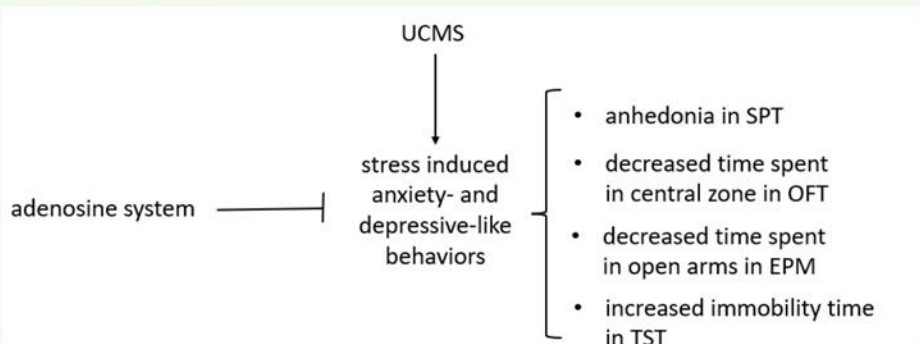 UCMS
stress induced
anxiety- and
depressive-like
behaviors
adenosine system
• anhedonia in SPT
• decreased time spent
in central zone in OFT
• decreased time spent
in open arms in EPM
• increased immobility time
in TST